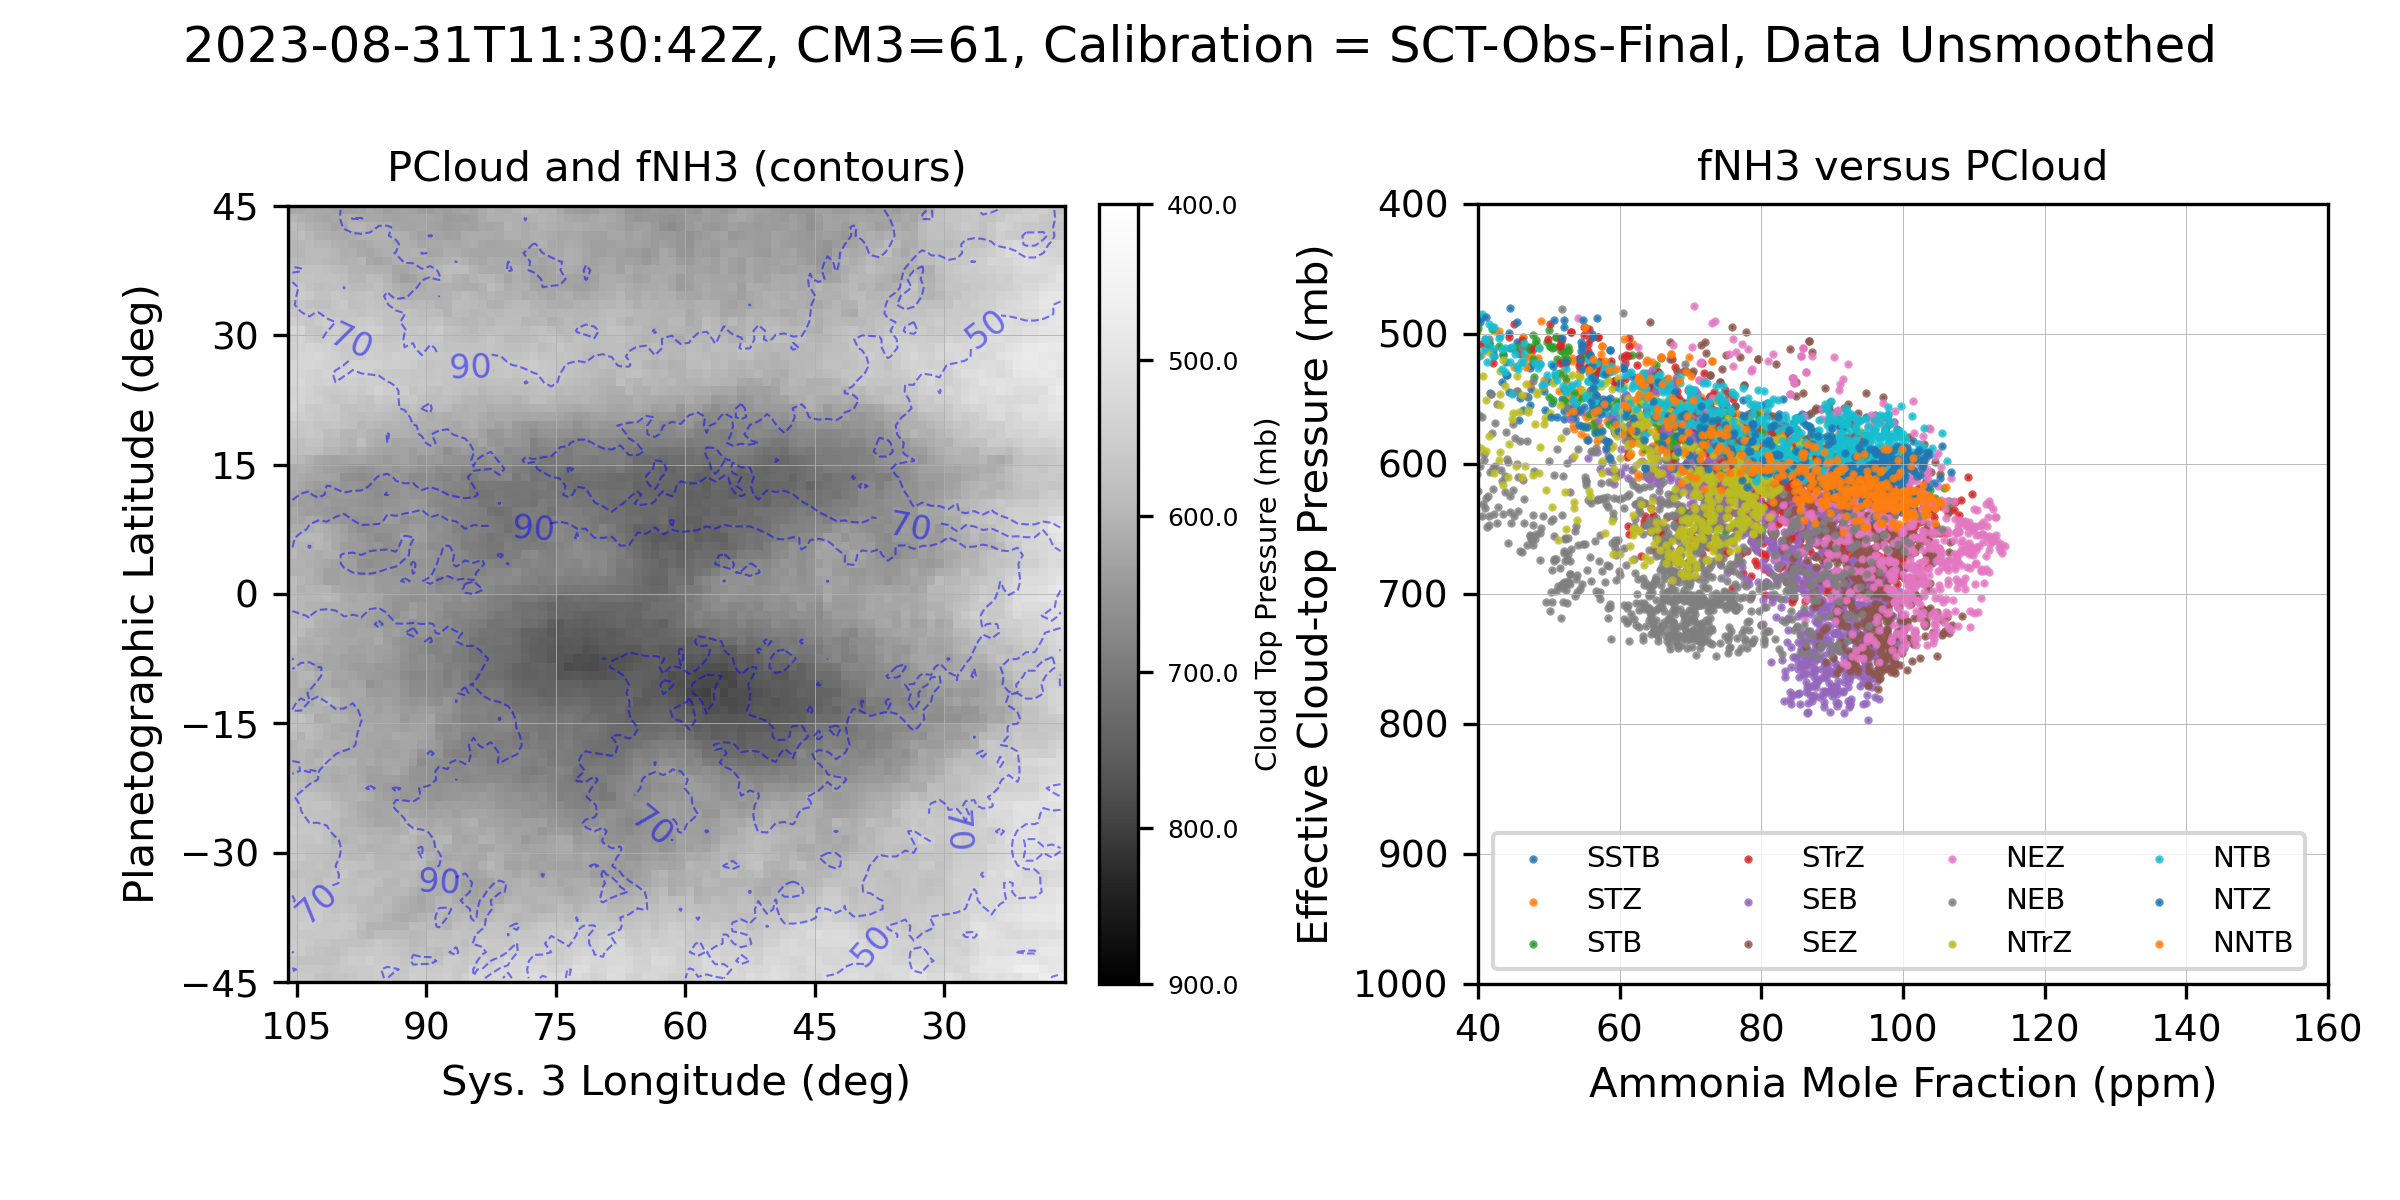 2023-08-31T11:30:42Z, CM3=61, Calibration = SCT-Obs-Final, Data Unsmoothed
PCloud and fNH3 (contours)
Planetographic Latitude (deg)
45
30
15
0
−15
−30
−45
105
90
75
60
45
30
Sys. 3 Longitude (deg)
70
90
50
90
70
70
70
90
70
50
400.0
500.0
600.0
700.0
800.0
900.0
Cloud Top Pressure (mb)
fNH3 versus PCloud
Effective Cloud-top Pressure (mb)
400
500
600
700
800
900
1000
40
60
80
100
120
140
160
Ammonia Mole Fraction (ppm)
SSTB
STZ
STB
STrZ
SEB
SEZ
NEZ
NEB
NTrZ
NTB
NTZ
NNTB